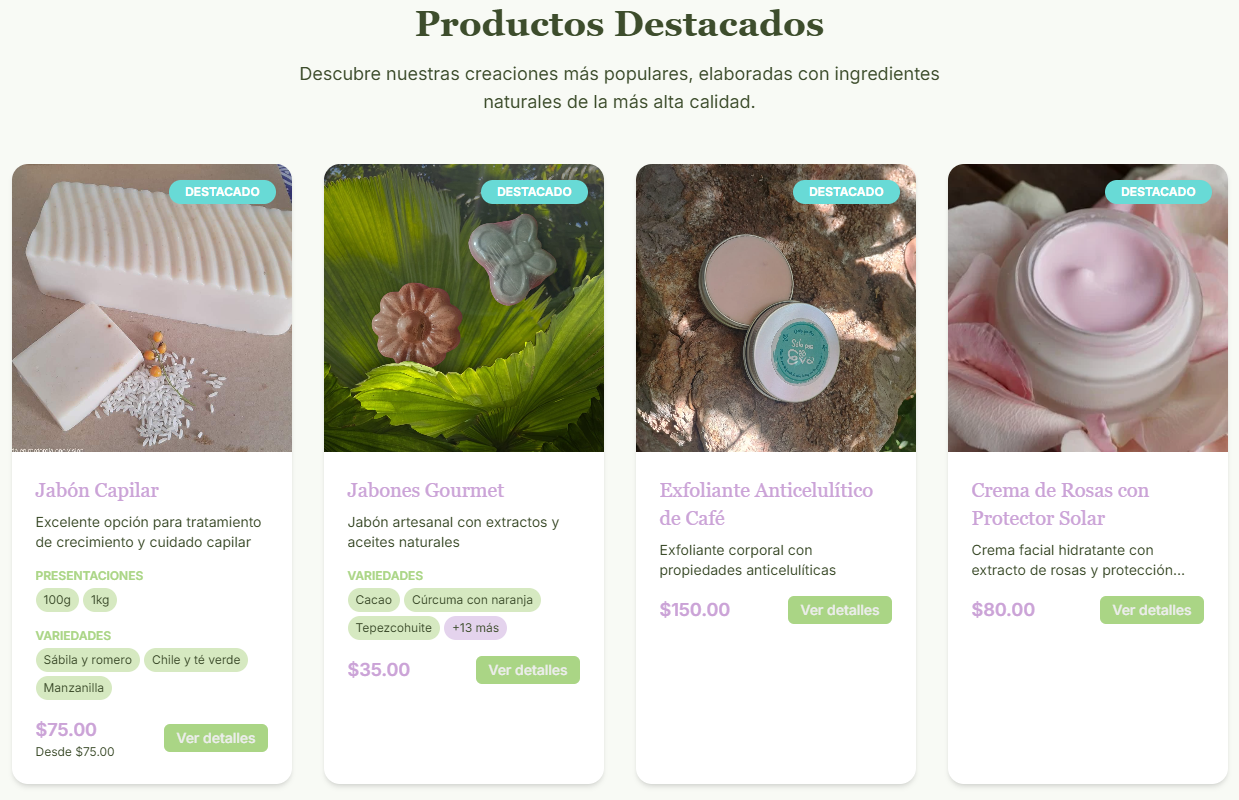 Productos Destacados
Descubre nuestras creaciones más populares, elaboradas con ingredientes
naturales de la más alta calidad.
DESTACADO
Jabón Capilar
Excelente opción para tratamiento
de crecimiento y cuidado capilar
PRESENTACIONES
100g 1kg
VARIEDADES
Sábila y romero Chile y té verde
Manzanilla
$75.00
Desde $75.00
Ver detalles
DESTACADO
Jabones Gourmet
Jabón artesanal con extractos y
aceites naturales
VARIEDADES
Cacao Cúrcuma con naranja
Tepezcohuite +13 más
$35.00 Ver detalles
DESTACADO
Exfoliante Anticelulítico
de Café
Exfoliante corporal con
propiedades anticelulíticas
$150.00 Ver detalles
DESTACADO
Crema de Rosas con
Protector Solar
Crema facial hidratante con
extracto de rosas y protección...
$80.00 Ver detalles